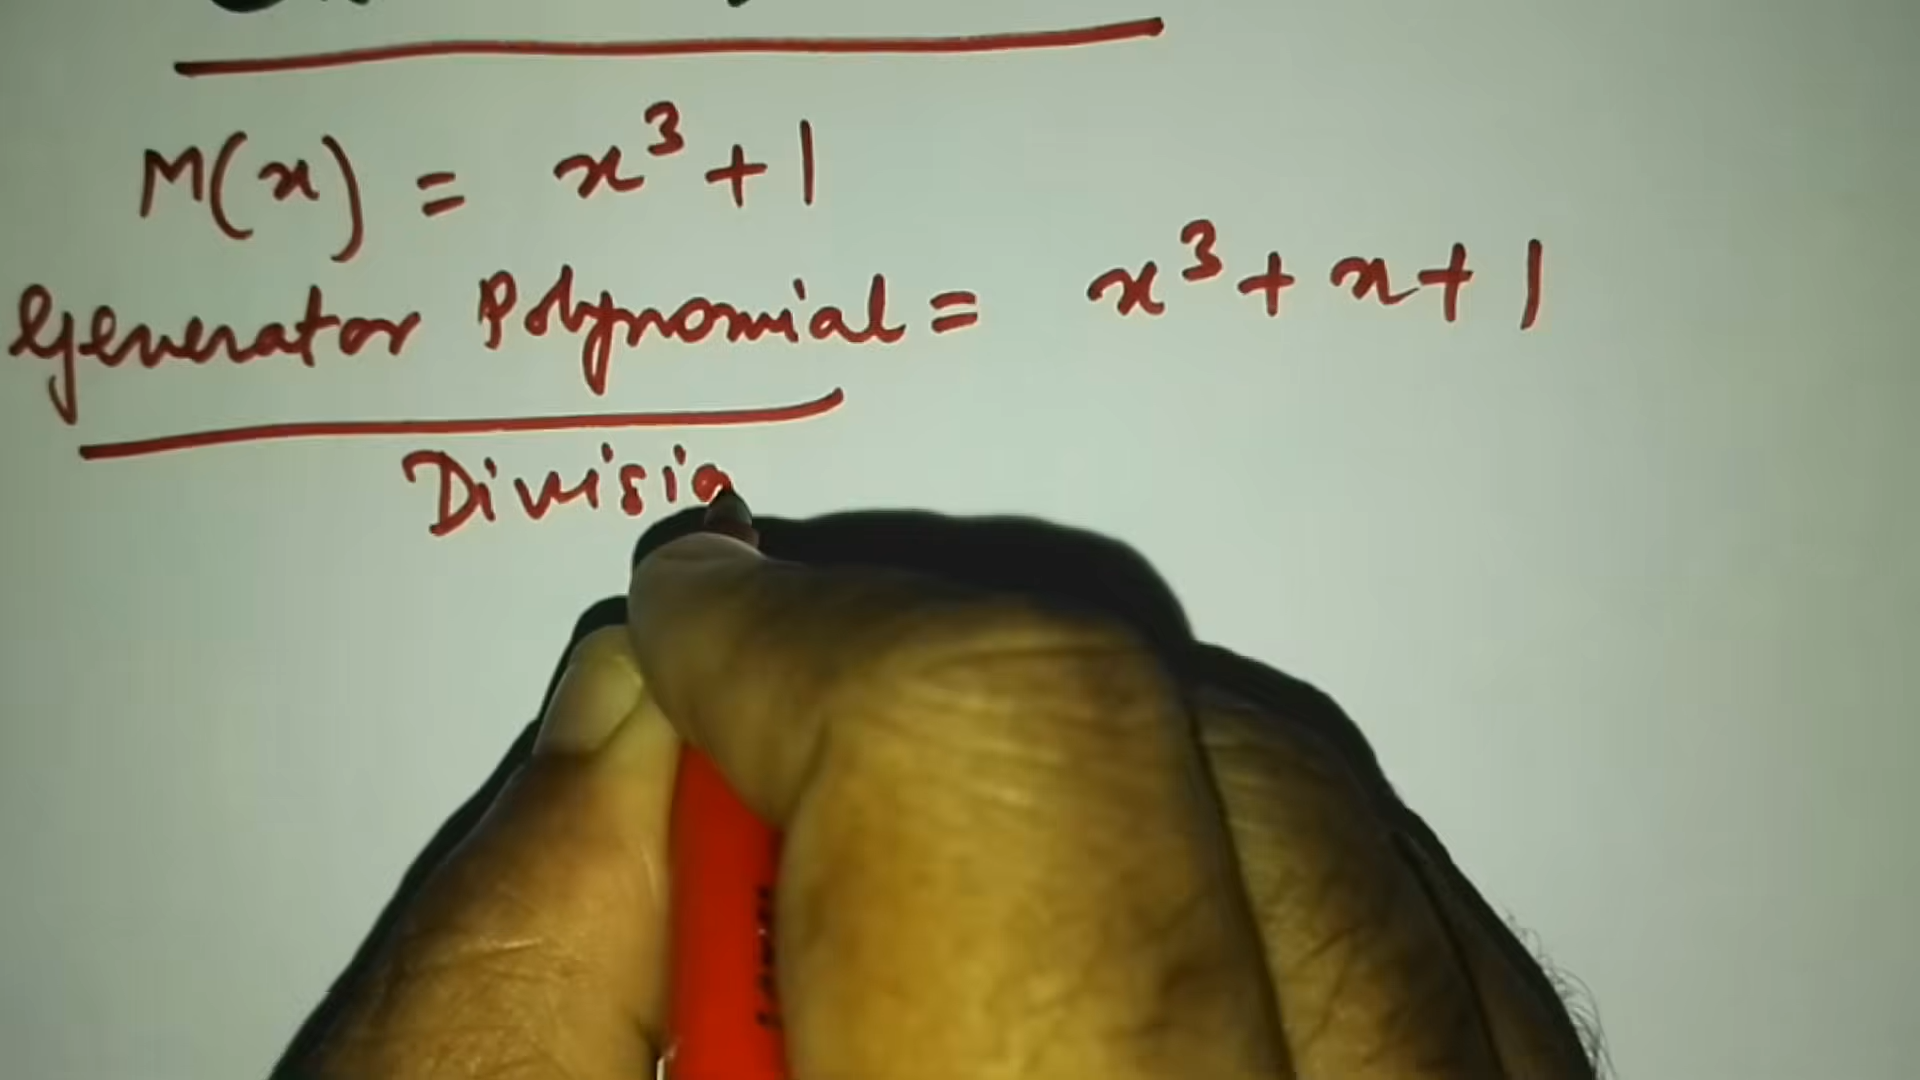 M(x) = x³ + 1
Generator Polynomial = x³ + x + 1
Divisio